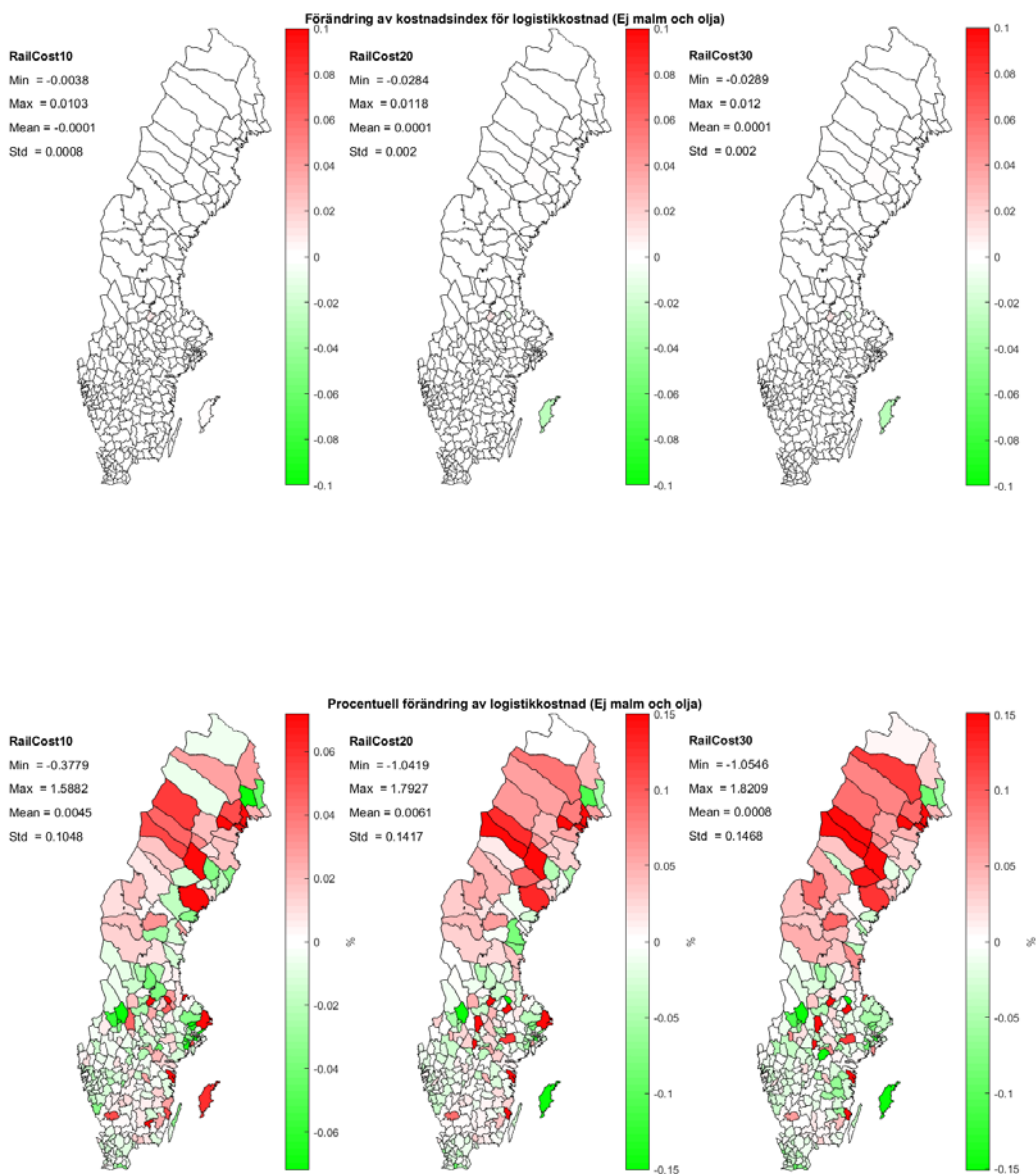 Förändring av kostnadsindex för logistikkostnad (Ej malm och olja)
RailCost10
Min = -0.0038
Max = 0.0103
Mean = -0.0001
Std = 0.0008
0.1
0.08
0.06
0.04
0.02
0
-0.02
-0.04
-0.06
-0.08
-0.1
RailCost20
Min = -0.0284
Max = 0.0118
Mean = 0.0001
Std = 0.002
0.1
0.08
0.06
0.04
0.02
0
-0.02
-0.04
-0.06
-0.08
-0.1
RailCost30
Min = -0.0289
Max = 0.012
Mean = 0.0001
Std = 0.002
0.1
0.08
0.06
0.04
0.02
0
-0.02
-0.04
-0.06
-0.08
-0.1
Procentuell förändring av logistikkostnad (Ej malm och olja)
RailCost10
Min = -0.3779
Max = 1.5882
Mean = 0.0045
Std = 0.1048
0.06
0.04
0.02
0
-0.02
-0.04
-0.06
%
RailCost20
Min = -1.0419
Max = 1.7927
Mean = 0.0061
Std = 0.1417
0.15
0.1
0.05
0
-0.05
-0.1
-0.15
%
RailCost30
Min = -1.0546
Max = 1.8209
Mean = 0.0008
Std = 0.1468
0.15
0.1
0.05
0
-0.05
-0.1
-0.15
%